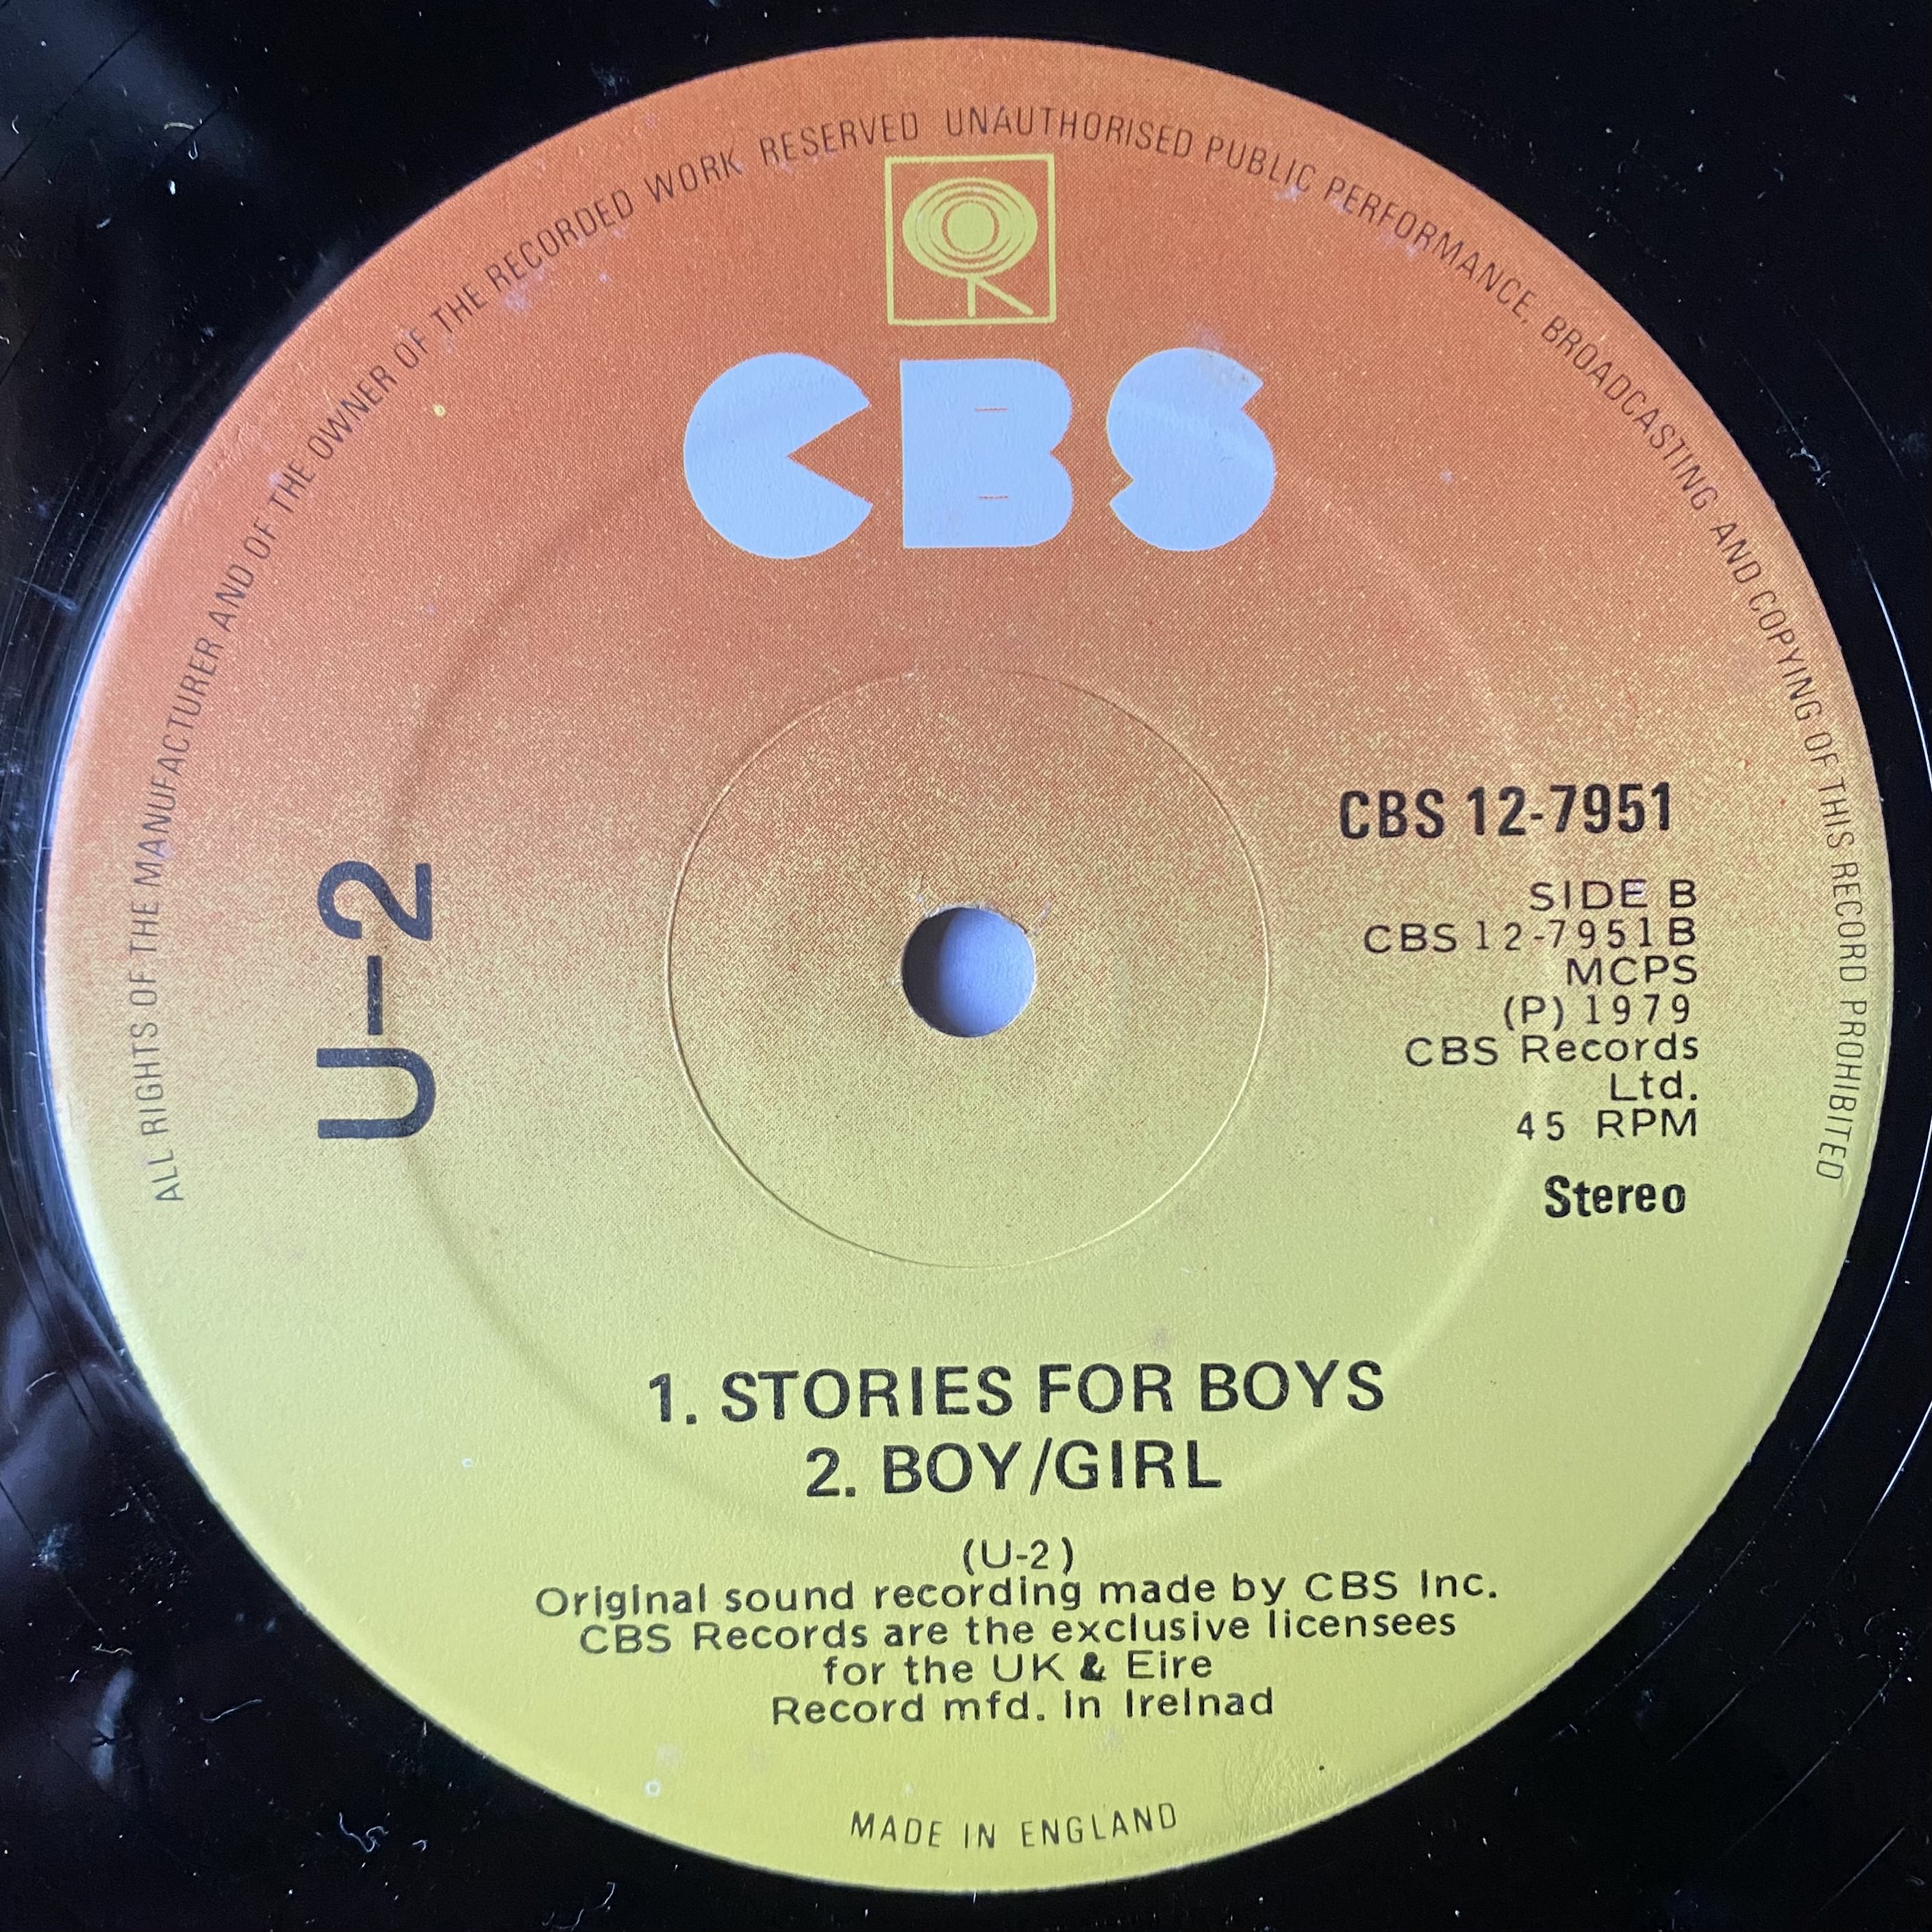 ALL RIGHTS OF THE MANUFACTURER AND OF THE OWNER OF THE RECORDED WORK RESERVED UNAUTHORISED PUBLIC PERFORMANCE, BROADCASTING AND COPYING OF THIS RECORD PROHIBITED
CBS
U-2
CBS 12-7951
SIDE B
CBS 12-7951B
MCPS
(P) 1979
CBS Records
Ltd.
45 RPM
Stereo
1. STORIES FOR BOYS
2. BOY/GIRL
(U-2)
Original sound recording made by CBS Inc.
CBS Records are the exclusive licensees
for the UK & Eire
Record mfd. in Irelnad
MADE IN ENGLAND